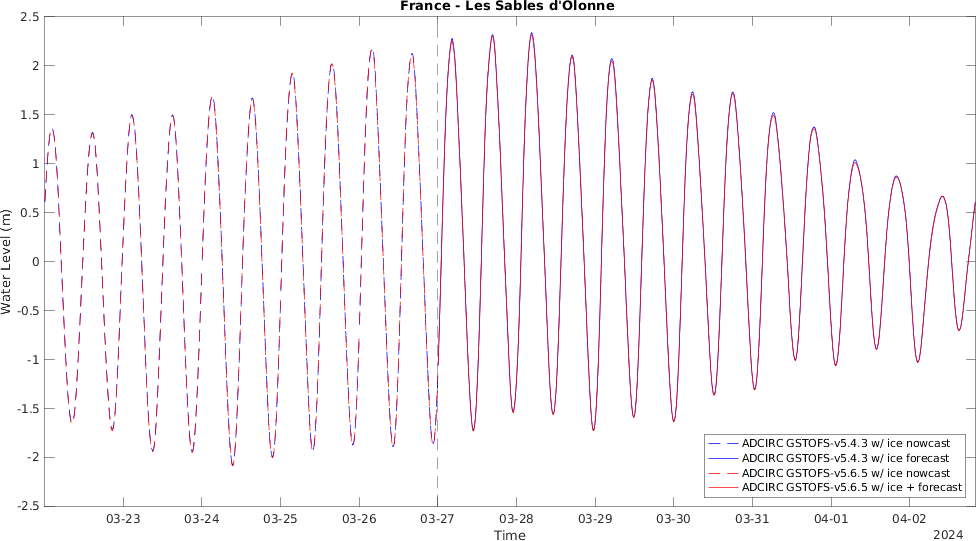 France - Les Sables d'Olonne
2.5
2
1.5
1
0.5
0
-0.5
-1
-1.5
-2
-2.5
Water Level (m)
ADCIRC GSTOFS-v5.4.3 w/ ice nowcast
ADCIRC GSTOFS-v5.4.3 w/ ice forecast
ADCIRC GSTOFS-v5.6.5 w/ ice nowcast
ADCIRC GSTOFS-v5.6.5 w/ ice + forecast
03-23 03-24 03-25 03-26 03-27 03-28 03-29 03-30 03-31 04-01 04-02
Time
2024